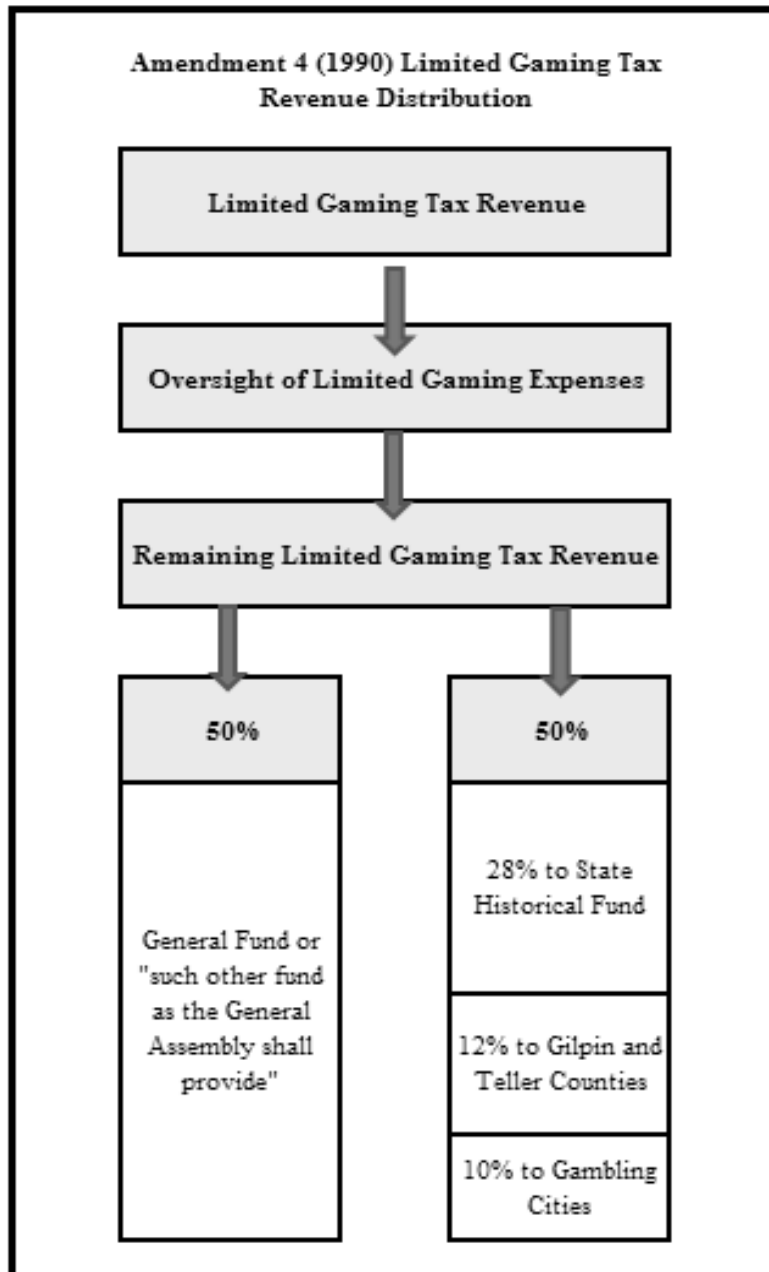 Amendment 4 (1990) Limited Gaming Tax
Revenue Distribution
Limited Gaming Tax Revenue
Oversight of Limited Gaming Expenses
Remaining Limited Gaming Tax Revenue
50%
General Fund or
"such other fund
as the General
Assembly shall
provide"
50%
28% to State
Historical Fund
12% to Gilpin and
Teller Counties
10% to Gambling
Cities